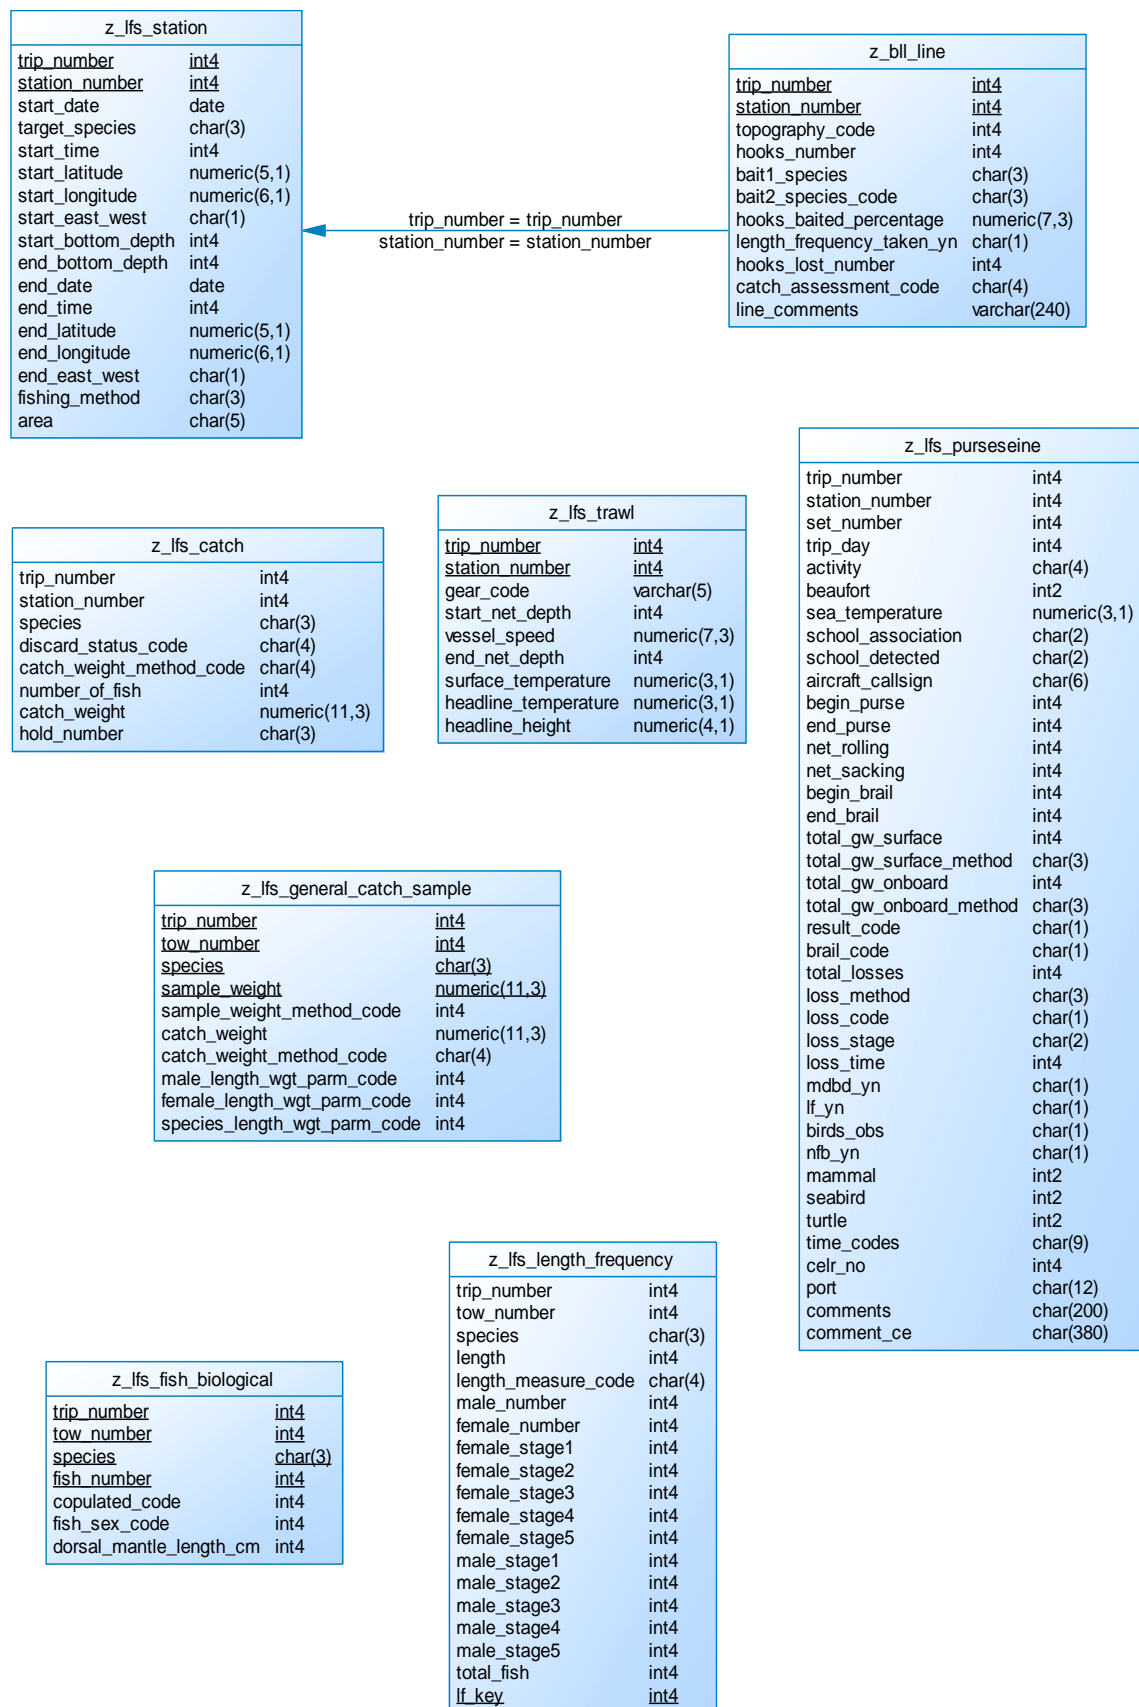 z_lfs_station
trip_number int4
station_number int4
start_date date
target_species char(3)
start_time int4
start_latitude numeric(5,1)
start_longitude numeric(6,1)
start_east_west char(1)
start_bottom_depth int4
end_bottom_depth int4
end_date date
end_time int4
end_latitude numeric(5,1)
end_longitude numeric(6,1)
end_east_west char(1)
fishing_method char(3)
area char(5)
trip_number = trip_number
station_number = station_number
z_bll_line
trip_number int4
station_number int4
topography_code int4
hooks_number int4
bait1_species char(3)
bait2_species_code char(3)
hooks_baited_percentage numeric(7,3)
length_frequency_taken_yn char(1)
hooks_lost_number int4
catch_assessment_code char(4)
line_comments varchar(240)
z_lfs_catch
trip_number int4
station_number int4
species char(3)
discard_status_code char(4)
catch_weight_method_code char(4)
number_of_fish int4
catch_weight numeric(11,3)
hold_number char(3)
z_lfs_trawl
trip_number int4
station_number int4
gear_code varchar(5)
start_net_depth int4
vessel_speed numeric(7,3)
end_net_depth int4
surface_temperature numeric(3,1)
headline_temperature numeric(3,1)
headline_height numeric(4,1)
z_lfs_purseseine
trip_number int4
station_number int4
set_number int4
trip_day int4
activity char(4)
beaufort int2
sea_temperature numeric(3,1)
school_association char(2)
school_detected char(2)
aircraft_callsign char(6)
begin_purse int4
end_purse int4
net_rolling int4
net_sacking int4
begin_brail int4
end_brail int4
total_gw_surface int4
total_gw_surface_method char(3)
total_gw_onboard int4
total_gw_onboard_method char(3)
result_code char(1)
brail_code char(1)
total_losses int4
loss_method char(3)
loss_code char(1)
loss_stage char(2)
loss_time int4
mdbd_yn char(1)
lf_yn char(1)
birds_obs char(1)
nfb_yn char(1)
mammal int2
seabird int2
turtle int2
time_codes char(9)
celr_no int4
port char(12)
comments char(200)
comment_ce char(380)
z_lfs_general_catch_sample
trip_number int4
tow_number int4
species char(3)
sample_weight numeric(11,3)
sample_weight_method_code int4
catch_weight numeric(11,3)
catch_weight_method_code char(4)
male_length_wgt_parm_code int4
female_length_wgt_parm_code int4
species_length_wgt_parm_code int4
z_lfs_length_frequency
trip_number int4
tow_number int4
species char(3)
length int4
length_measure_code char(4)
male_number int4
female_number int4
female_stage1 int4
female_stage2 int4
female_stage3 int4
female_stage4 int4
female_stage5 int4
male_stage1 int4
male_stage2 int4
male_stage3 int4
male_stage4 int4
male_stage5 int4
total_fish int4
lf_key int4
z_lfs_fish_biological
trip_number int4
tow_number int4
species char(3)
fish_number int4
copulated_code int4
fish_sex_code int4
dorsal_mantle_length_cm int4